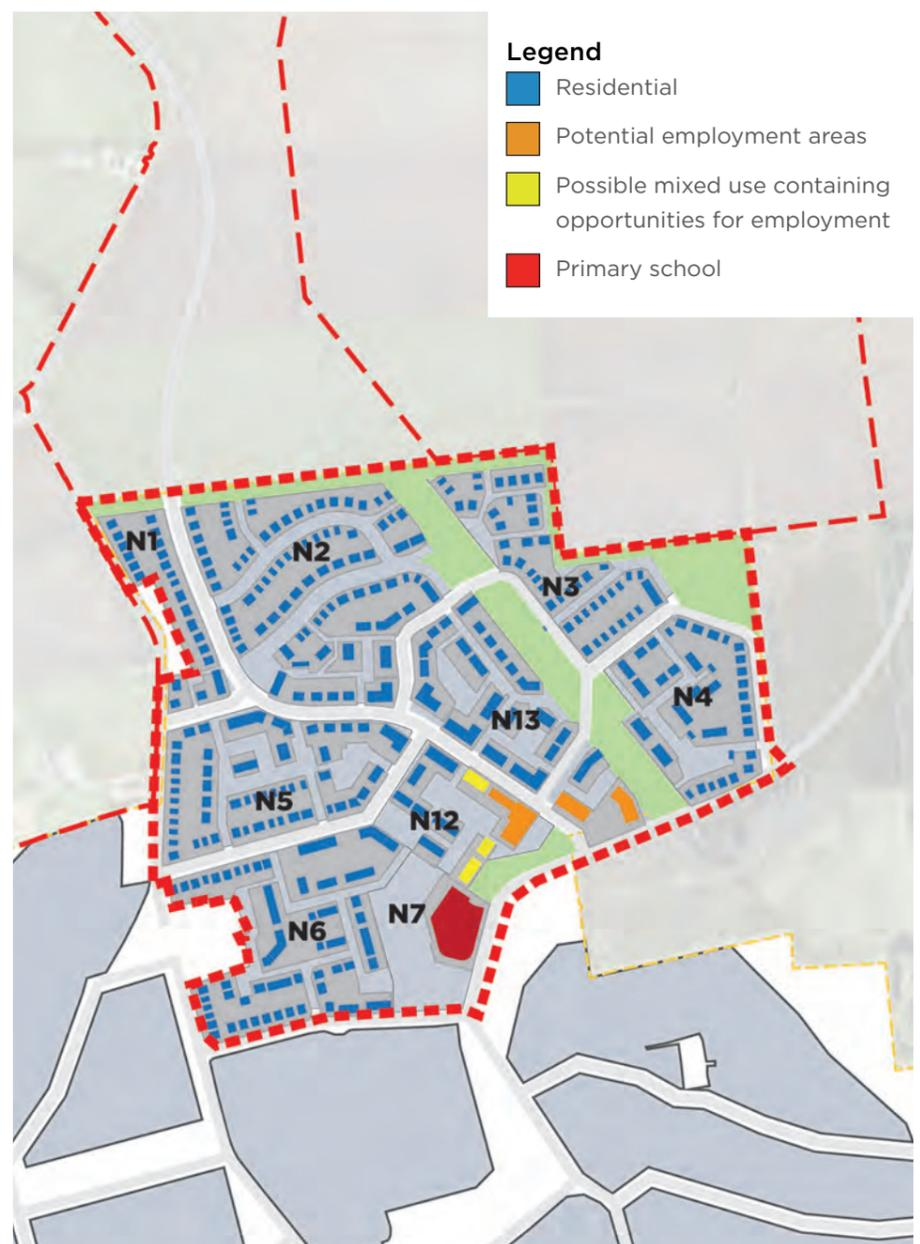 Legend
Residential
Potential employment areas
Possible mixed use containing
opportunities for employment
Primary school
N1
N2
N3
N4
N13
N5
N12
N7
N6